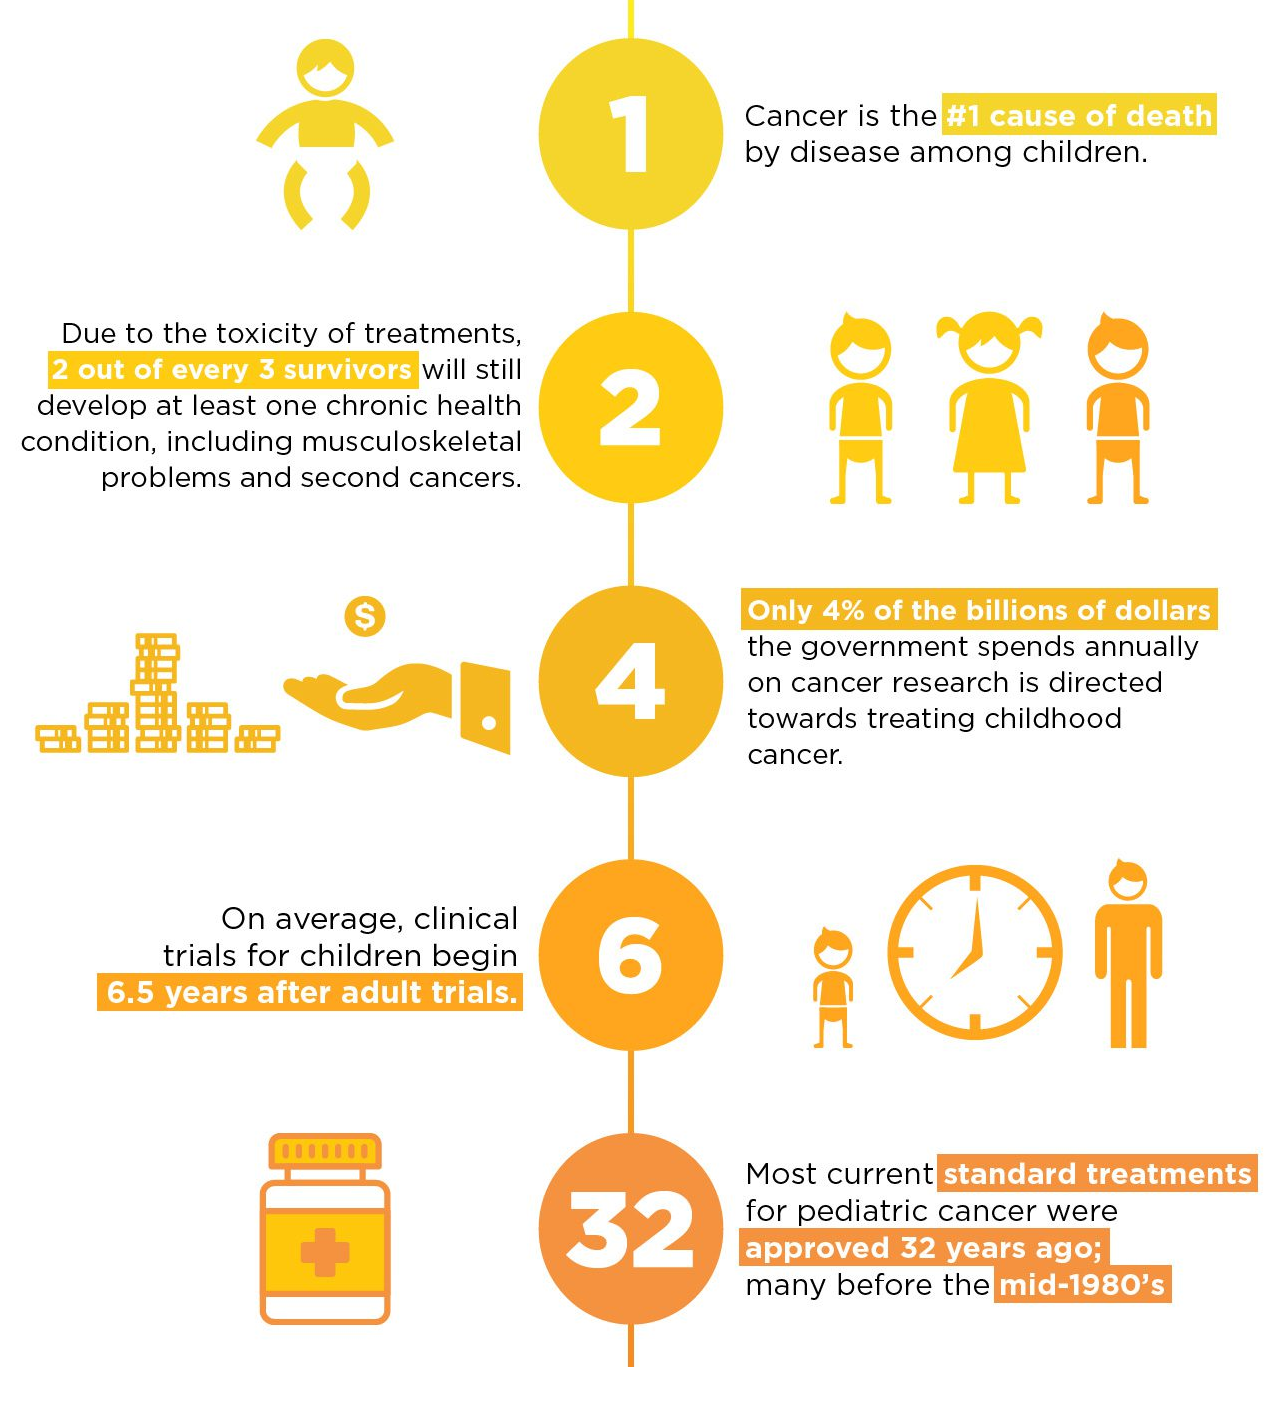 1
Cancer is the #1 cause of death
by disease among children.
Due to the toxicity of treatments,
2 out of every 3 survivors will still
develop at least one chronic health
condition, including musculoskeletal
problems and second cancers.
2
$
4
Only 4% of the billions of dollars
the government spends annually
on cancer research is directed
towards treating childhood
cancer.
On average, clinical
trials for children begin
6.5 years after adult trials.
6
32
Most current standard treatments
for pediatric cancer were
approved 32 years ago;
many before the mid-1980’s